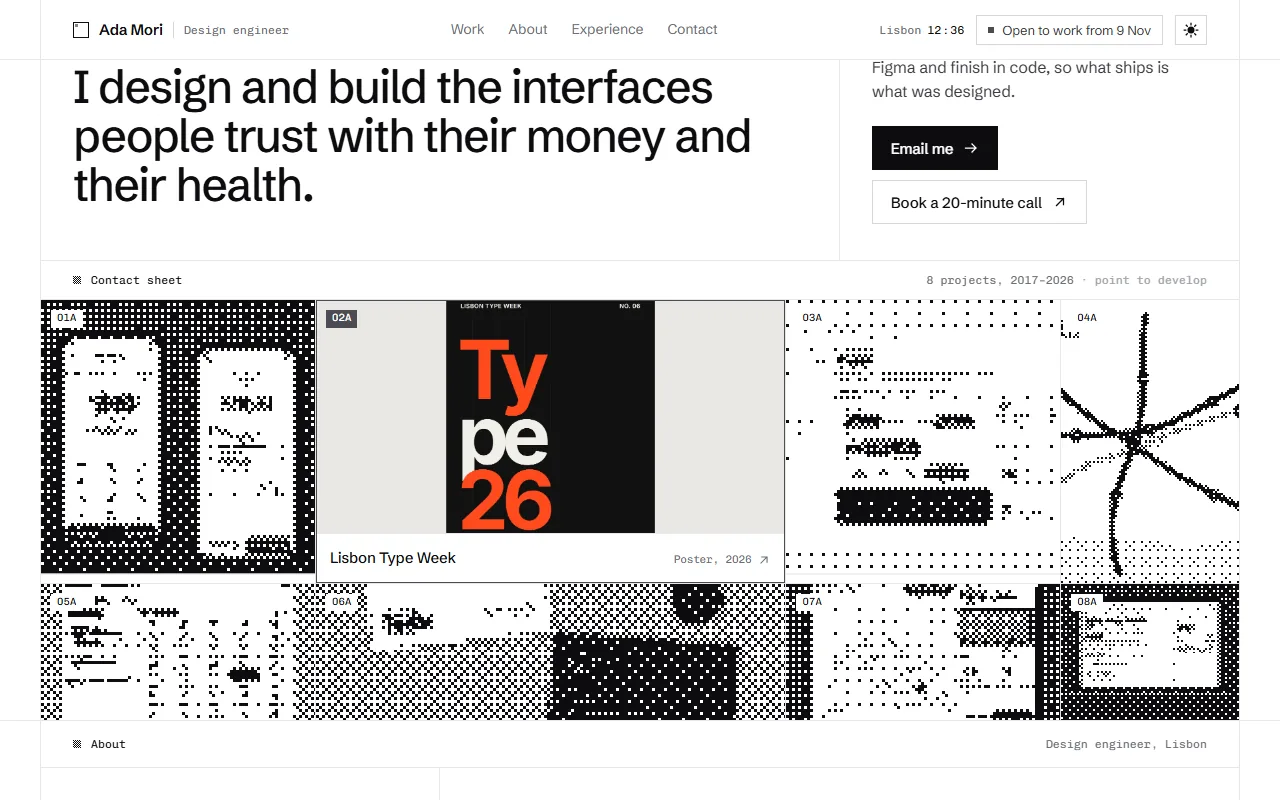 Ada Mori
Design engineer
Work
About
Experience
Contact
Lisbon 12:36
Open to work from 9 Nov
I design and build the interfaces
people trust with their money and
their health.
Figma and finish in code, so what ships is
what was designed.
Email me →
Book a 20-minute call ↗
Contact sheet
8 projects, 2017–2026 · point to develop
01A
02A
LISBON TYPE WEEK
NO. 06
Ty
pe
26
Lisbon Type Week
Poster, 2026 ↗
03A
04A
05A
06A
07A
08A
About
Design engineer, Lisbon